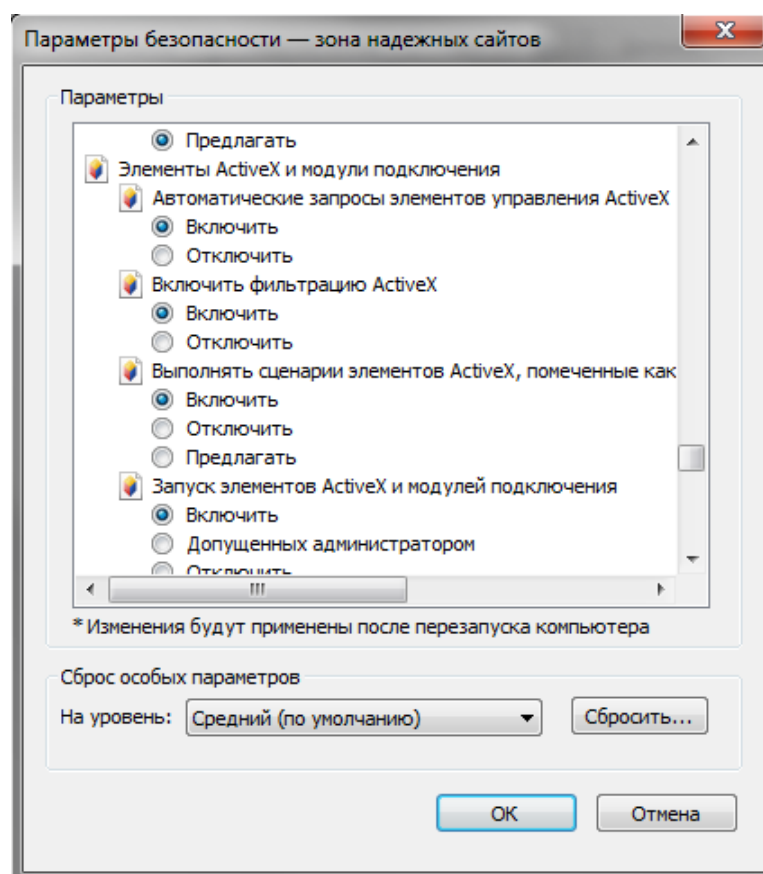 Параметры безопасности — зона надежных сайтов
X
Параметры
Предлагать
Элементы ActiveX и модули подключения
Автоматические запросы элементов управления ActiveX
Включить
Отключить
Включить фильтрацию ActiveX
Включить
Отключить
Выполнять сценарии элементов ActiveX, помеченные как
Включить
Отключить
Предлагать
Запуск элементов ActiveX и модулей подключения
Включить
Допущенных администратором
Отключить
* Изменения будут применены после перезапуска компьютера
Сброс особых параметров
На уровень: Средний (по умолчанию) Сбросить...
ОК Отмена